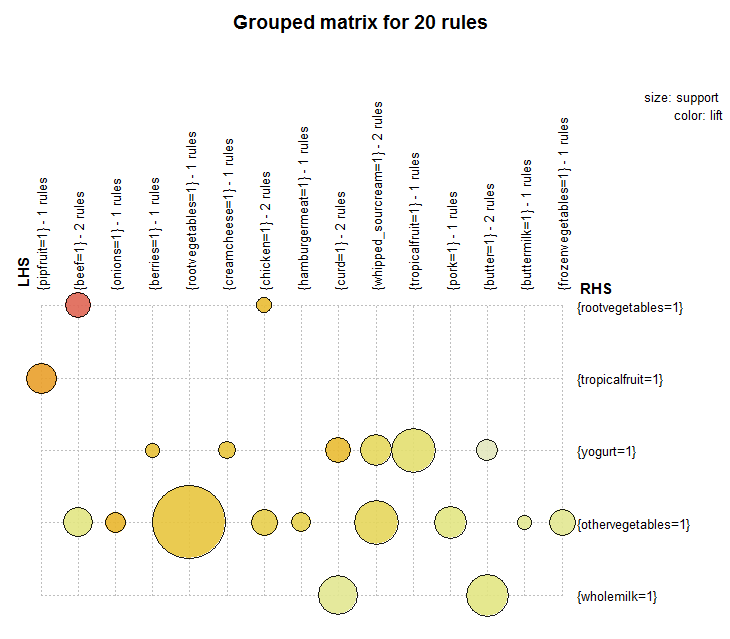 Grouped matrix for 20 rules
size: support
color: lift
LHS
{pipfruit=1} - 1 rules
{beef=1} - 2 rules
{onions=1} - 1 rules
{berries=1} - 1 rules
{rootvegetables=1} - 1 rules
{creamcheese=1} - 1 rules
{chicken=1} - 2 rules
{hamburgermeat=1} - 1 rules
{curd=1} - 2 rules
{whipped_sourcream=1} - 2 rules
{tropicalfruit=1} - 1 rules
{pork=1} - 1 rules
{butter=1} - 2 rules
{buttermilk=1} - 1 rules
{frozenvegetables=1} - 1 rules
RHS
{rootvegetables=1}
{tropicalfruit=1}
{yogurt=1}
{othervegetables=1}
{wholemilk=1}